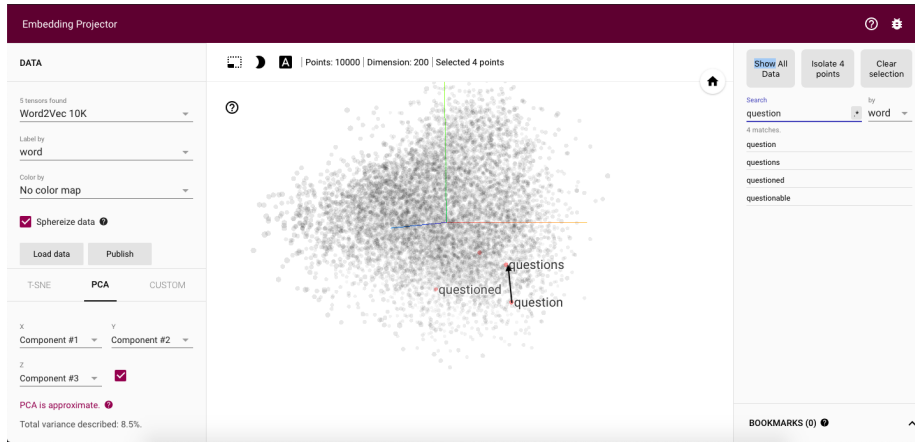 Embedding Projector
DATA
5 tensors found
Word2Vec 10K
Label by
word
Color by
No color map
Sphereize data
Load data
Publish
T-SNE
PCA
CUSTOM
X
Component #1
Y
Component #2
Z
Component #3
PCA is approximate.
Total variance described: 8.5%.
A
Points: 10000 | Dimension: 200 | Selected 4 points
questions
questioned
question
Show All
Data
Isolate 4
points
Clear
selection
Search
question
.*
by
word
4 matches.
question
questions
questioned
questionable
BOOKMARKS (0)